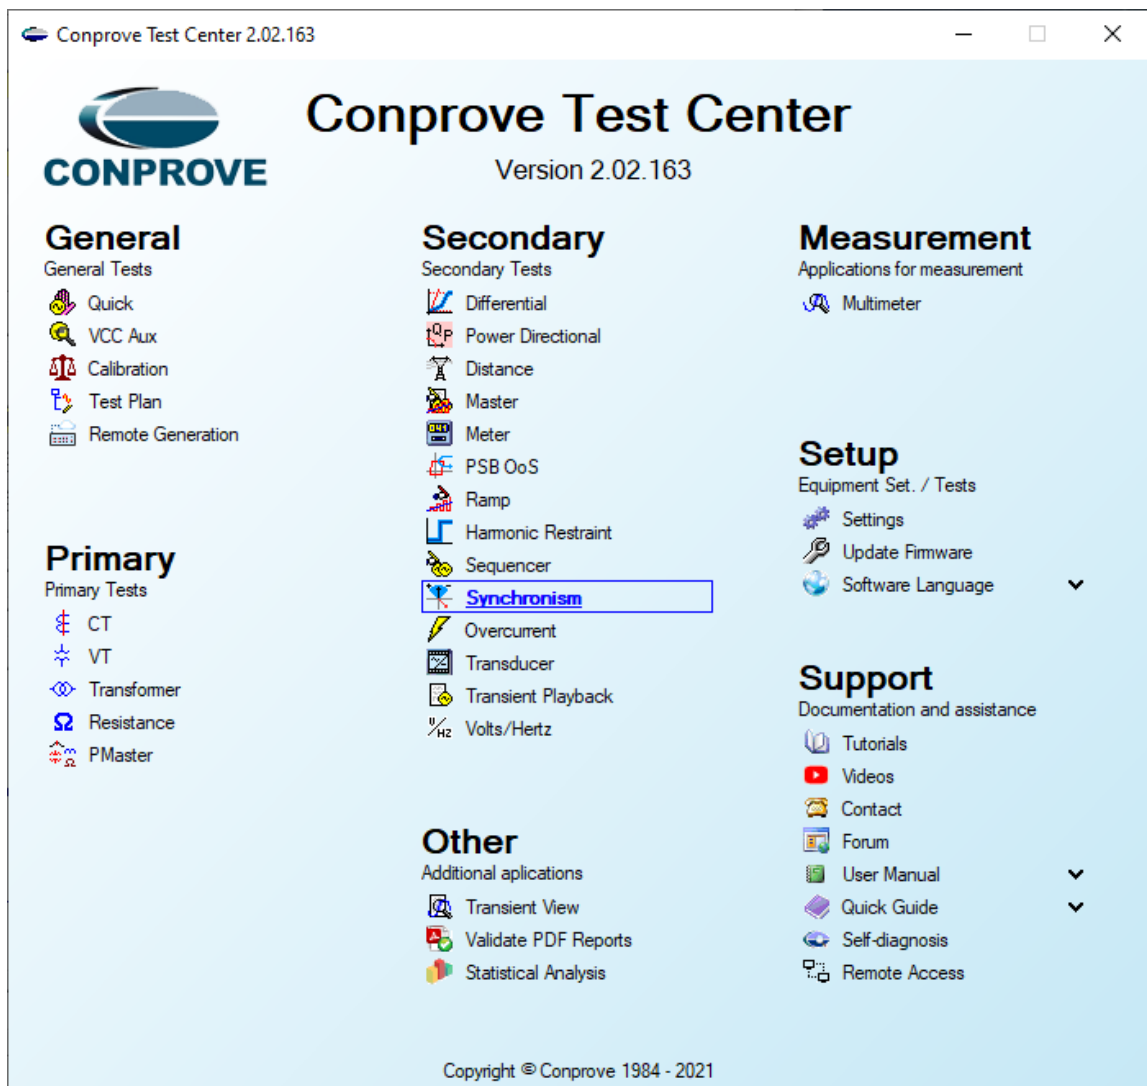 Conprove Test Center 2.02.163
CONPROVE
Conprove Test Center
Version 2.02.163
General
General Tests
Quick
VCC Aux
Calibration
Test Plan
Remote Generation
Primary
Primary Tests
CT
VT
Transformer
Resistance
PMaster
Secondary
Secondary Tests
Differential
Power Directional
Distance
Master
Meter
PSB OoS
Ramp
Harmonic Restraint
Sequencer
Synchronism
Overcurrent
Transducer
Transient Playback
Volts/Hertz
Other
Additional aplications
Transient View
Validate PDF Reports
Statistical Analysis
Measurement
Applications for measurement
Multimeter
Setup
Equipment Set. / Tests
Settings
Update Firmware
Software Language
Support
Documentation and assistance
Tutorials
Videos
Contact
Forum
User Manual
Quick Guide
Self-diagnosis
Remote Access
Copyright © Conprove 1984 - 2021